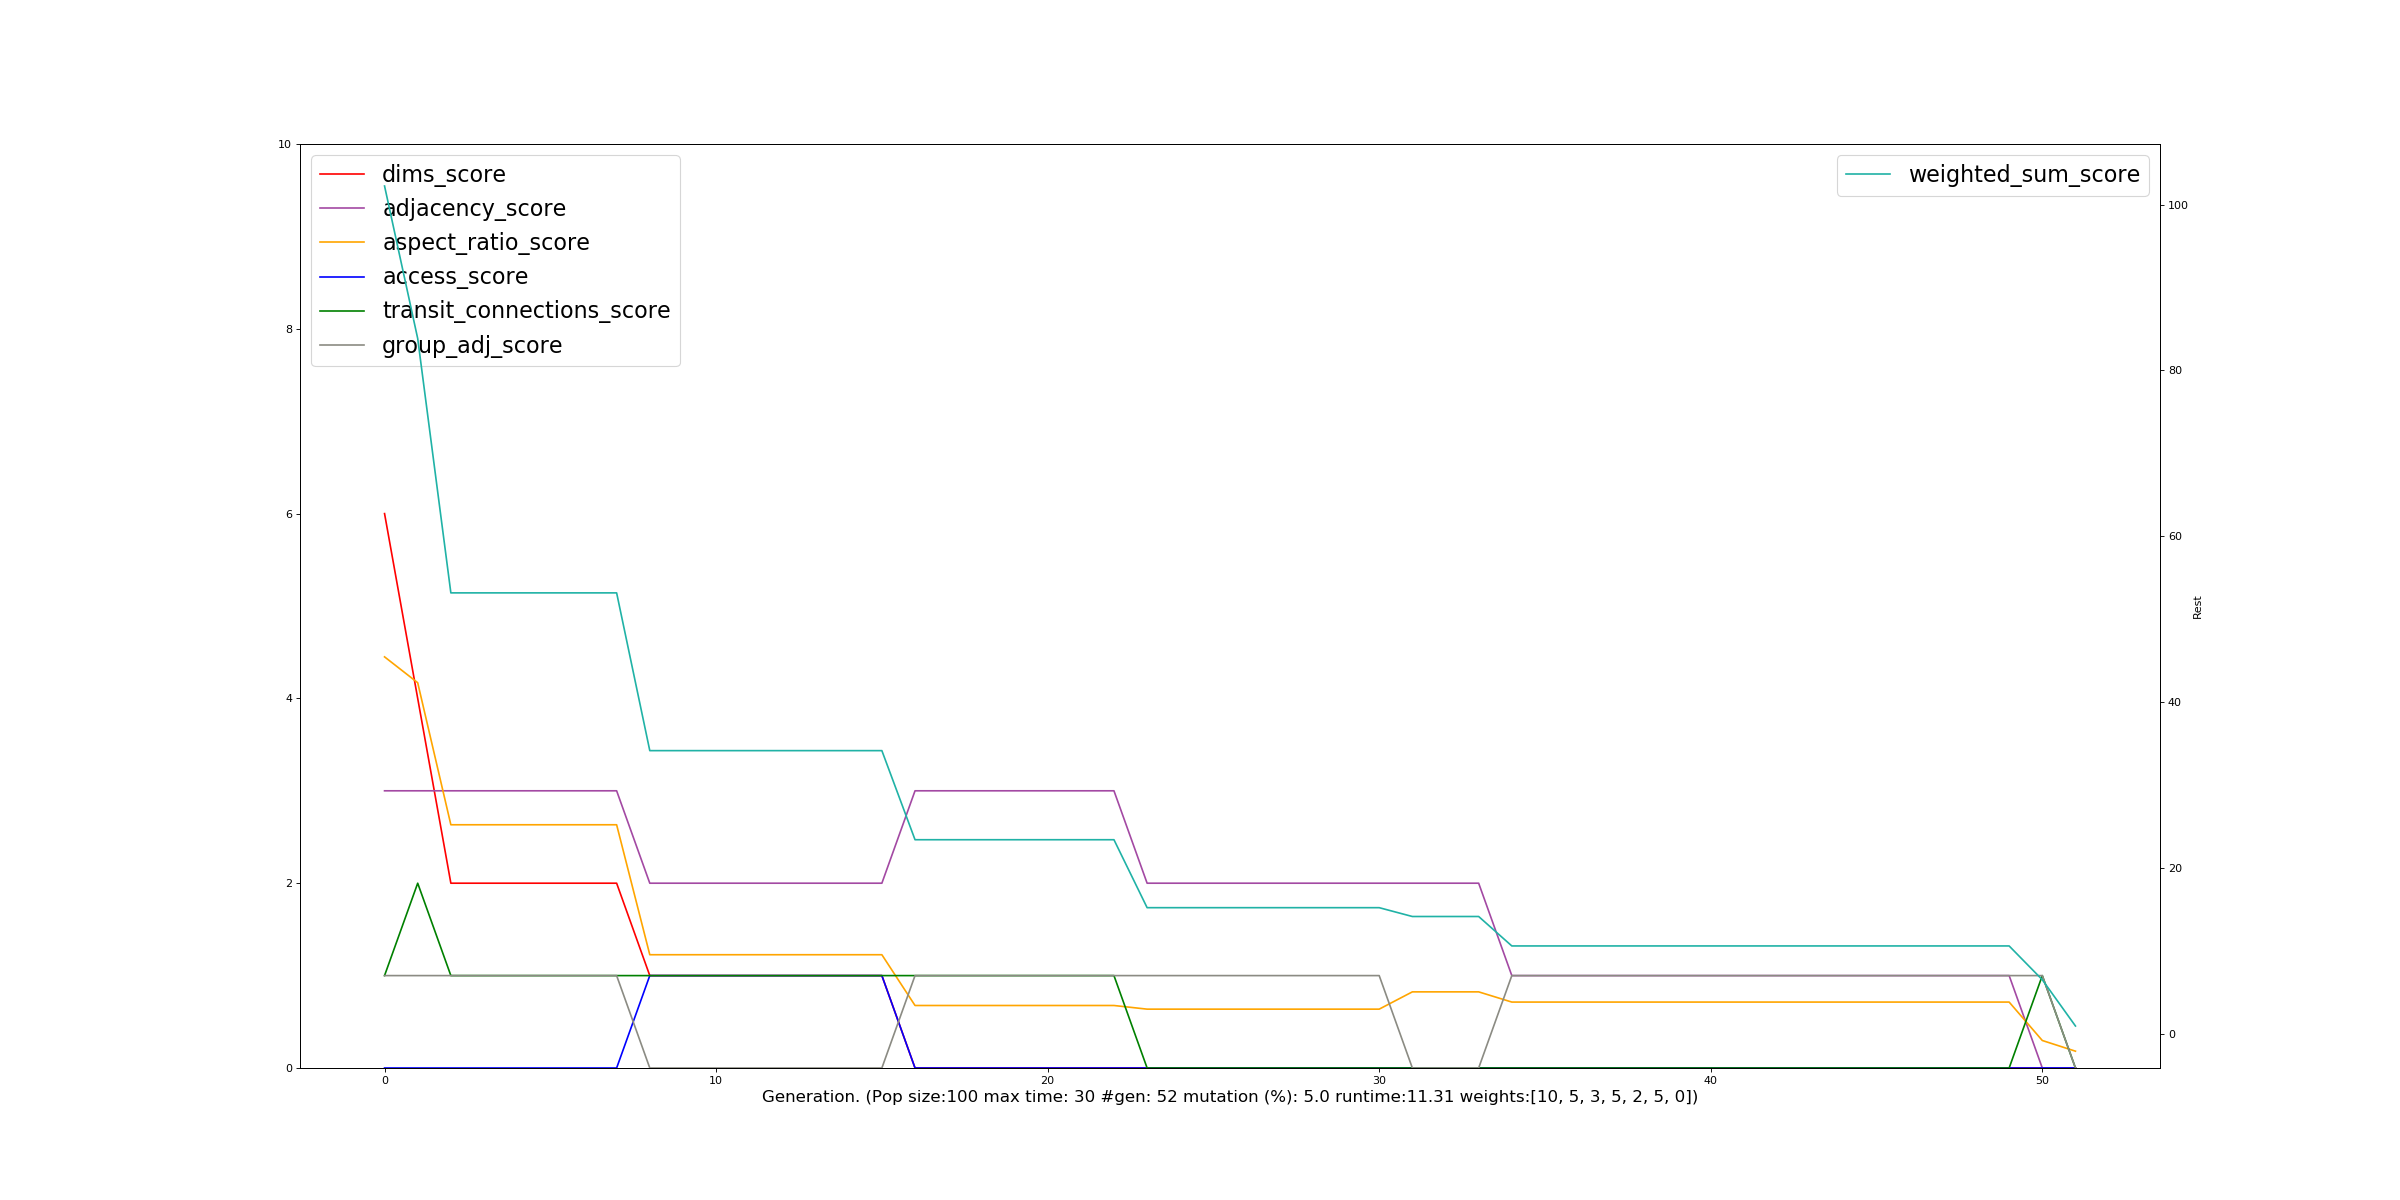 10
dims_score
adjacency_score
aspect_ratio_score
access_score
transit_connections_score
group_adj_score
weighted_sum_score
8
6
4
2
0
100
80
60
40
20
0
Rest
0 10 20 30 40 50
Generation. (Pop size:100 max time: 30 #gen: 52 mutation (%): 5.0 runtime:11.31 weights:[10, 5, 3, 5, 2, 5, 0])